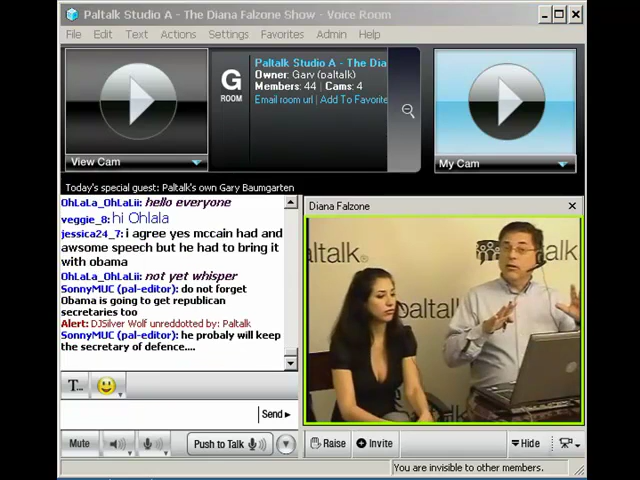 Paltalk Studio A - The Diana Falzone Show - Voice Room
File Edit Text Actions Settings Favorites Admin Help
G
ROOM
Paltalk Studio A - The Dia
Owner: Gary (paltalk)
Members: 44 | Cams: 4
Email room url | Add To Favorite
View Cam
My Cam
Today's special guest: Paltalk's own Gary Baumgarten
OhLaLa_OhLaLii: hello everyone
veggie_8: hi Ohlala
jessica24_7: i agree yes mccain had and
awsome speech but he had to bring it
with obama
OhLaLa_OhLaLii: not yet whisper
SonnyMUC (pal-editor): do not forget
Obama is going to get republican
secretaries too
Alert: DJSilver Wolf unreddotted by: Paltalk
SonnyMUC (pal-editor): he probaly will keep
the secretary of defence....
Diana Falzone
altalk.
paltalk
paltalk
T...
Send
Mute
Push to Talk
Raise
Invite
Hide
You are invisible to other members.